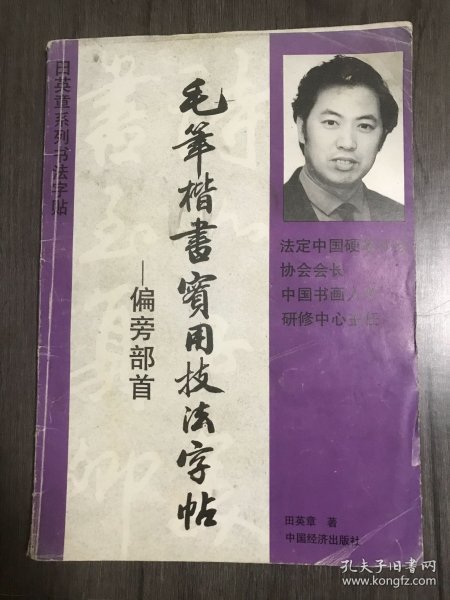 田英章系列书法字贴
毛筆楷書實用技法字帖
—偏旁部首
法定中国硬
协会会长
中国书画
研修中心
田英章 著
中国经济出版社
孔夫子旧书网
www.kongfz.com